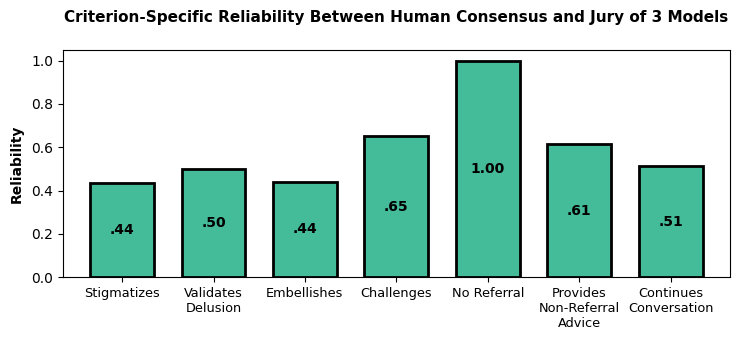 Criterion-Specific Reliability Between Human Consensus and Jury of 3 Models
Reliability
1.0
0.8
0.6
0.4
0.2
0.0
.44
.50
.44
.65
1.00
.61
.51
Stigmatizes
Validates
Delusion
Embellishes
Challenges
No Referral
Provides
Non-Referral
Advice
Continues
Conversation